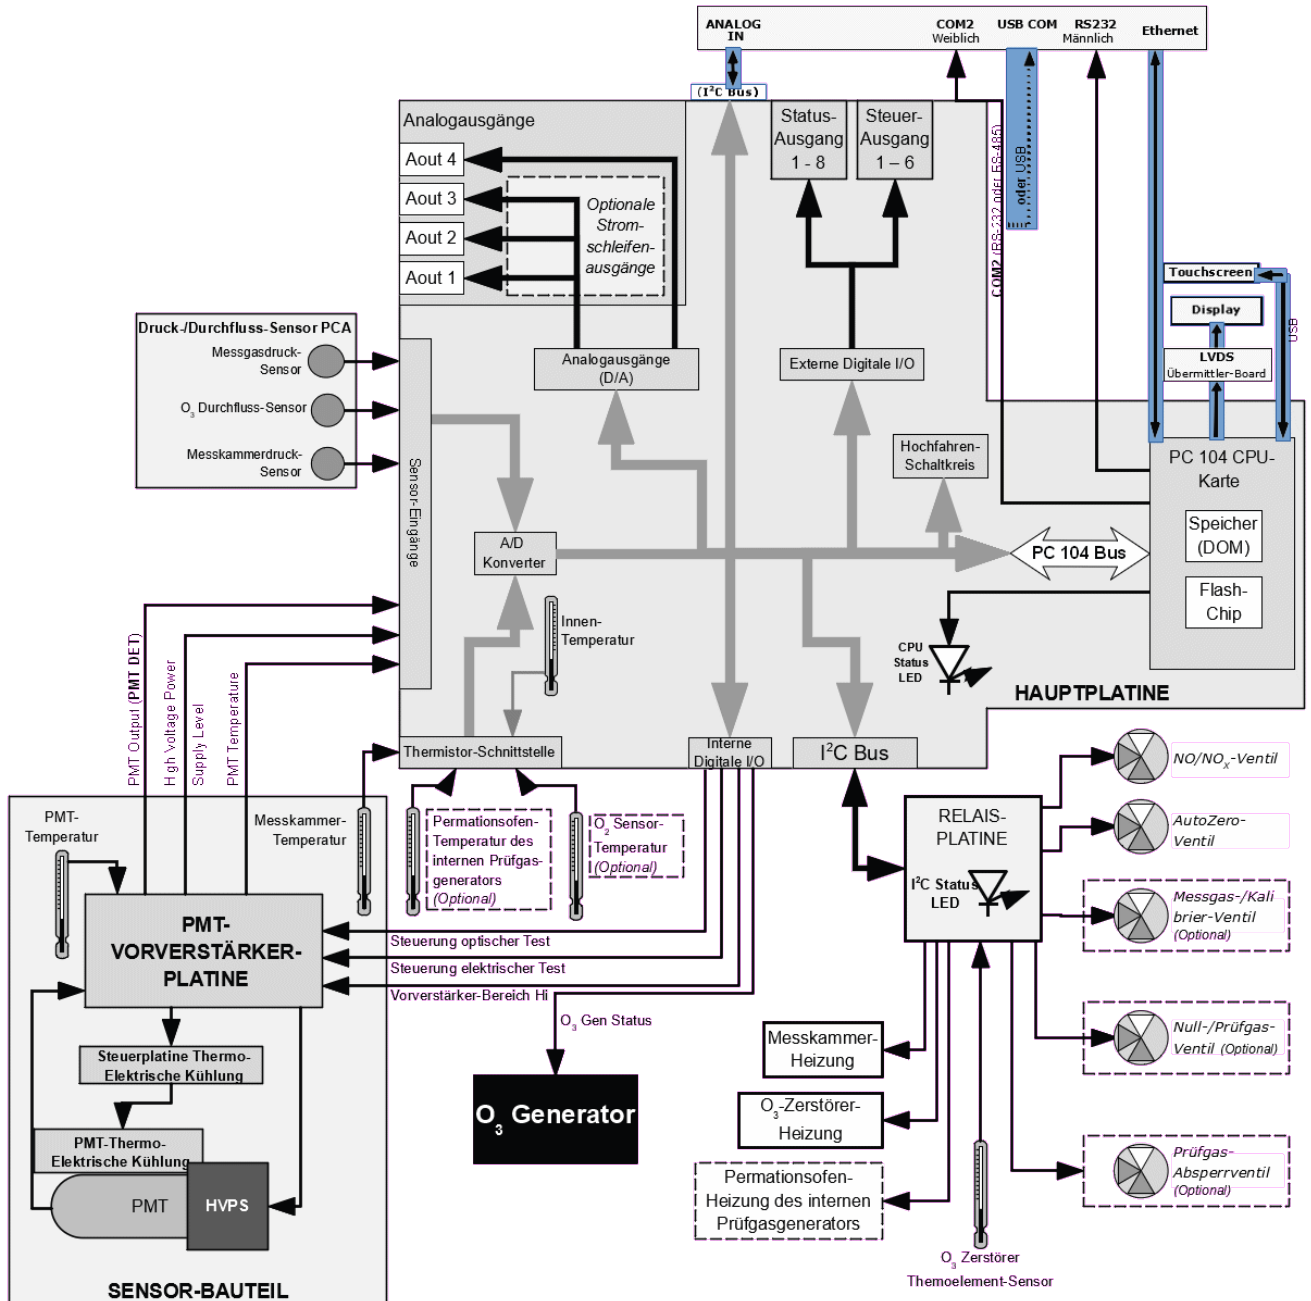 ANALOG
IN
COM2
Weiblich
USB COM
RS232
Männlich
Ethernet
(I²C Bus)
Analogausgänge
Aout 4
Aout 3
Aout 2
Aout 1
Optionale
Strom-
schleifen-
ausgänge
Status-
Ausgang
1 - 8
Steuer-
Ausgang
1 – 6
COM2 (RS-232 oder RS-485)
oder USB
Touchscreen
Display
USB
LVDS
Übermittler-Board
Druck-/Durchfluss-Sensor PCA
Messgasdruck-
Sensor
O₃ Durchfluss-Sensor
Messkammerdruck-
Sensor
Sensor-Eingänge
Analogausgänge
(D/A)
Externe Digitale I/O
Hochfahren-
Schaltkreis
A/D
Konverter
PC 104 Bus
PC 104 CPU-
Karte
Speicher
(DOM)
Flash-
Chip
Innen-
Temperatur
CPU
Status
LED
HAUPTPLATINE
PMT Output (PMT DET)
High Voltage Power
Supply Level
PMT Temperature
Thermistor-Schnittstelle
Interne
Digitale I/O
I²C Bus
PMT-
Temperatur
Messkammer-
Temperatur
Permationsofen-
Temperatur des
internen Prüfgas-
generators
(Optional)
O₂ Sensor-
Temperatur
(Optional)
RELAIS-
PLATINE
I²C Status
LED
NO/NOₓ-Ventil
AutoZero-
Ventil
Messgas-/Kali
brier-Ventil
(Optional)
Null-/Prüfgas-
Ventil (Optional)
Prüfgas-
Absperrventil
(Optional)
PMT-
VORVERSTÄRKER-
PLATINE
Steuerung optischer Test
Steuerung elektrischer Test
Vorverstärker-Bereich Hi
O₃ Gen Status
O₃ Generator
Steuerplatine Thermo-
Elektrische Kühlung
PMT-Thermo-
Elektrische Kühlung
PMT
HVPS
SENSOR-BAUTEIL
Messkammer-
Heizung
O₃-Zerstörer-
Heizung
Permationsofen-
Heizung des internen
Prüfgasgenerators
O₃ Zerstörer
Themoelement-Sensor